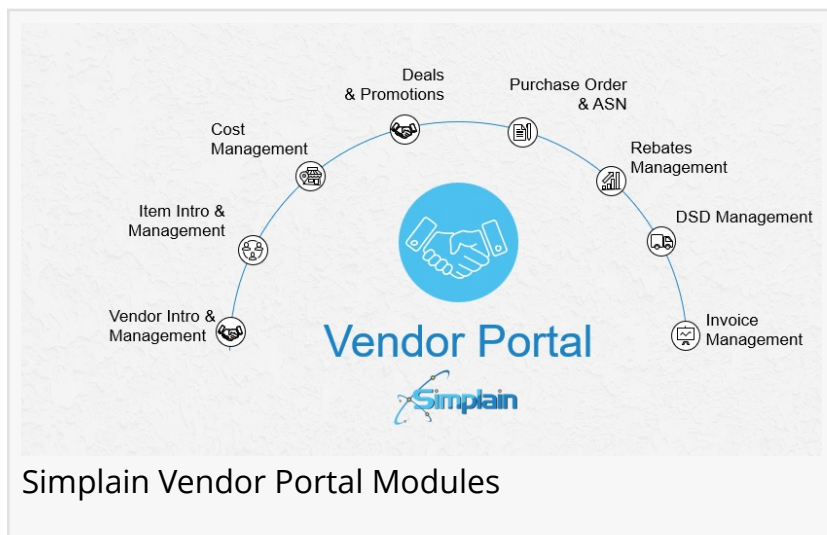 Deals
& Promotions
Purchase Order
& ASN
Cost
Management
Rebates
Management
Item Intro &
Management
DSD Management
Vendor Intro &
Management
Invoice
Management
Vendor Portal
Simplain
Simplain Vendor Portal Modules